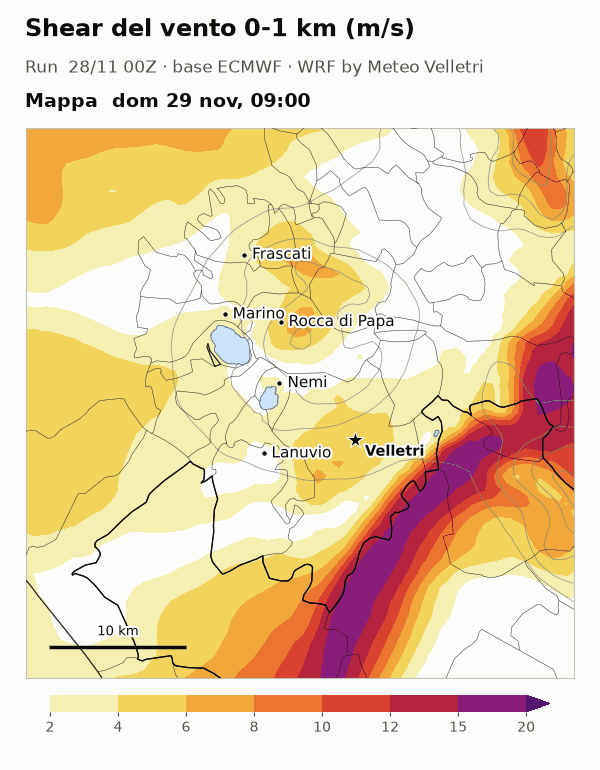 Shear del vento 0-1 km (m/s)
Run  28/11 00Z · base ECMWF · WRF by Meteo Velletri
Mappa  dom 29 nov, 09:00
Frascati
Marino
Rocca di Papa
Nemi
Velletri
Lanuvio
10 km
2 4 6 8 10 12 15 20